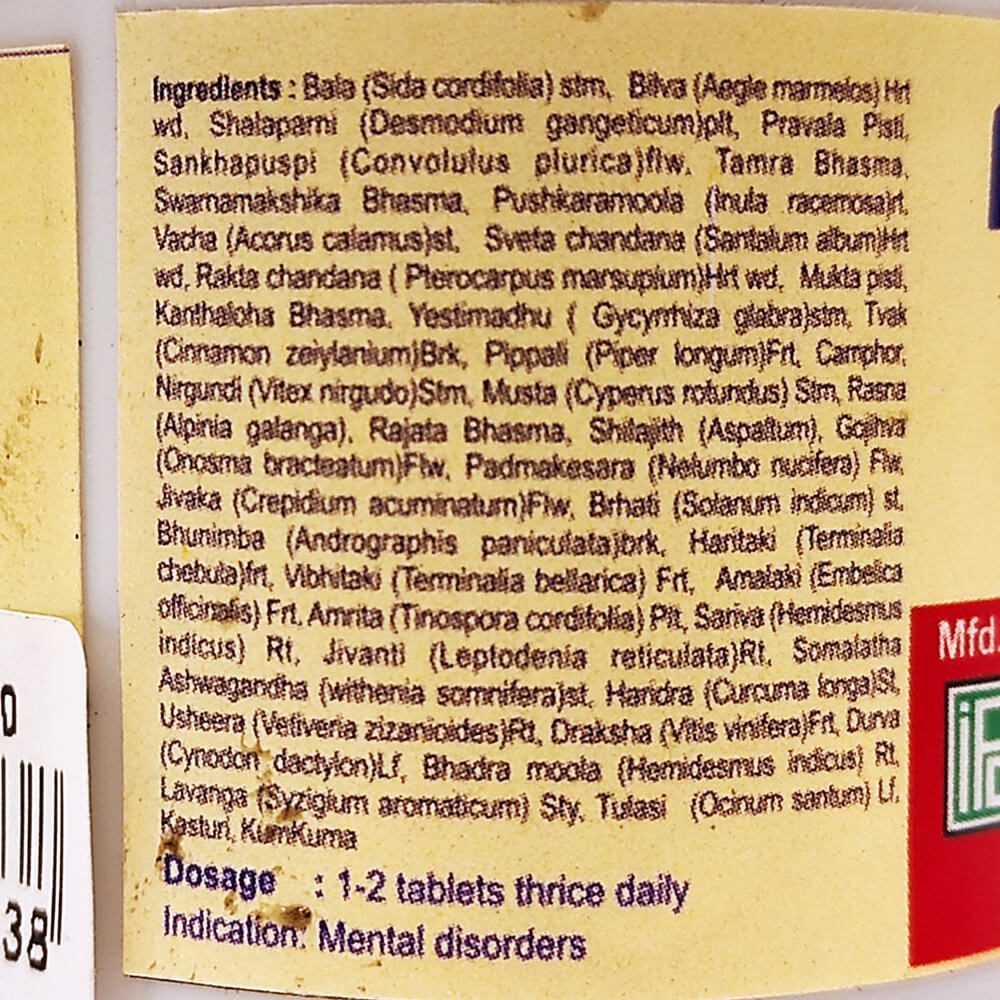 Ingredients : Bala (Sida cordifolia) stm, Bilva (Aegle marmelos) Hrt
wd, Shalaparni (Desmodium gangeticum)plt, Pravala Pisti,
Sankhapuspi (Convolulus plurica)flw, Tamra Bhasma,
Swarnamakshika Bhasma, Pushkaramoola (Inula racemosa)rt,
Vacha (Acorus calamus)st, Sveta chandana (Santalum album)Hrt
wd, Rakta chandana ( Pterocarpus marsupium)Hrt wd, Mukta pisti,
Kanthaloha Bhasma, Yestimadhu ( Gycyrrhiza glabra)stm, Tvak
(Cinnamon zeiylanium)Brk, Pippali (Piper longum)Frt, Camphor,
Nirgundi (Vitex nirgudo)Stm, Musta (Cyperus rotundus) Stm, Rasna
(Alpinia galanga), Rajata Bhasma, Shilajith (Aspaltum), Gojihva
(Onosma bracteatum)Flw, Padmakesara (Nelumbo nucifera) Flw,
Jivaka (Crepidium acuminatum)Flw, Brhati (Solanum indicum) st,
Bhunimba (Andrographis paniculata)brk, Haritaki (Terminalia
chebula)frt, Vibhitaki (Terminalia bellarica) Frt, Amalaki (Embelica
officinalis) Frt, Amrita (Tinospora cordifolia) Plt, Sariva (Hemidesmus
indicus) Rt, Jivanti (Leptodenia reticulata)Rt, Somalatha
Ashwagandha (withenia somnifera)st, Haridra (Curcuma longa)St,
Usheera (Vetiveria zizanioides)Rt, Draksha (Vitis vinifera)Frt, Durva
(Cynodon dactylon)Lf, Bhadra moola (Hemidesmus indicus) Rt,
Lavanga (Syzigium aromaticum) Sty, Tulasi (Ocinum santum) Lf,
Kasturi, KumKuma
Dosage : 1-2 tablets thrice daily
Indication: Mental disorders
Mfd.
0
38